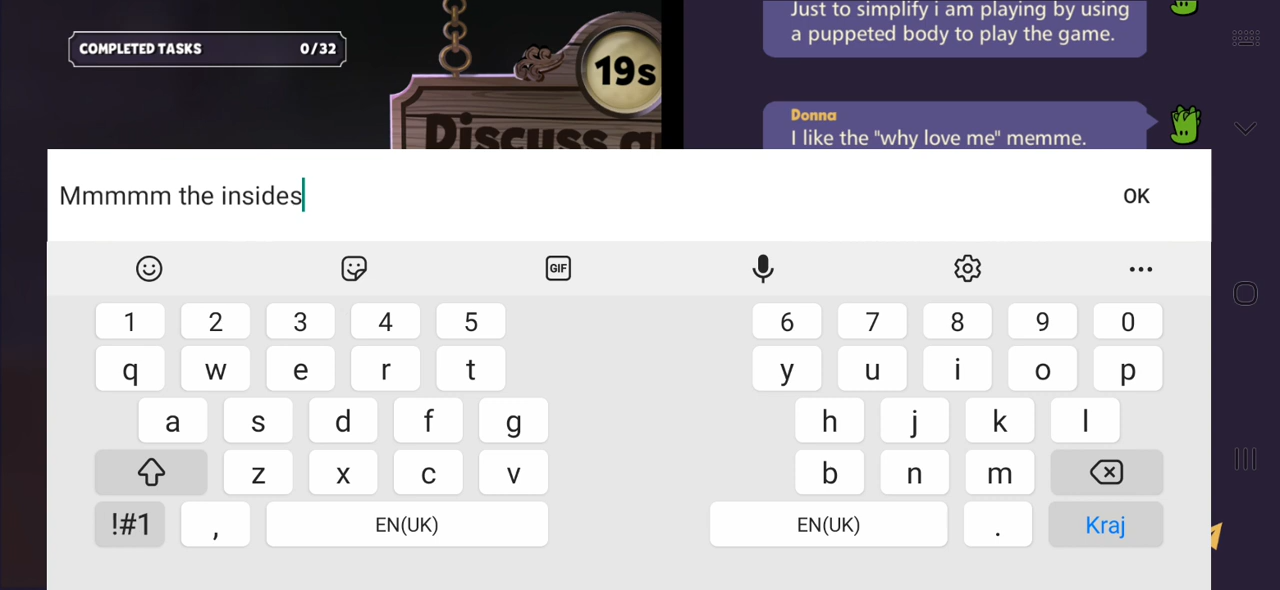 Just to simplify i am playing by using
a puppeted body to play the game.
COMPLETED TASKS 0/32
19s
Discuss
Donna
I like the "why love me" memme.
Mmmmm the insides OK
GIF
1 2 3 4 5 6 7 8 9 0
q w e r t y u i o p
a s d f g h j k l
z x c v b n m
!#1 , EN(UK) EN(UK) . Kraj